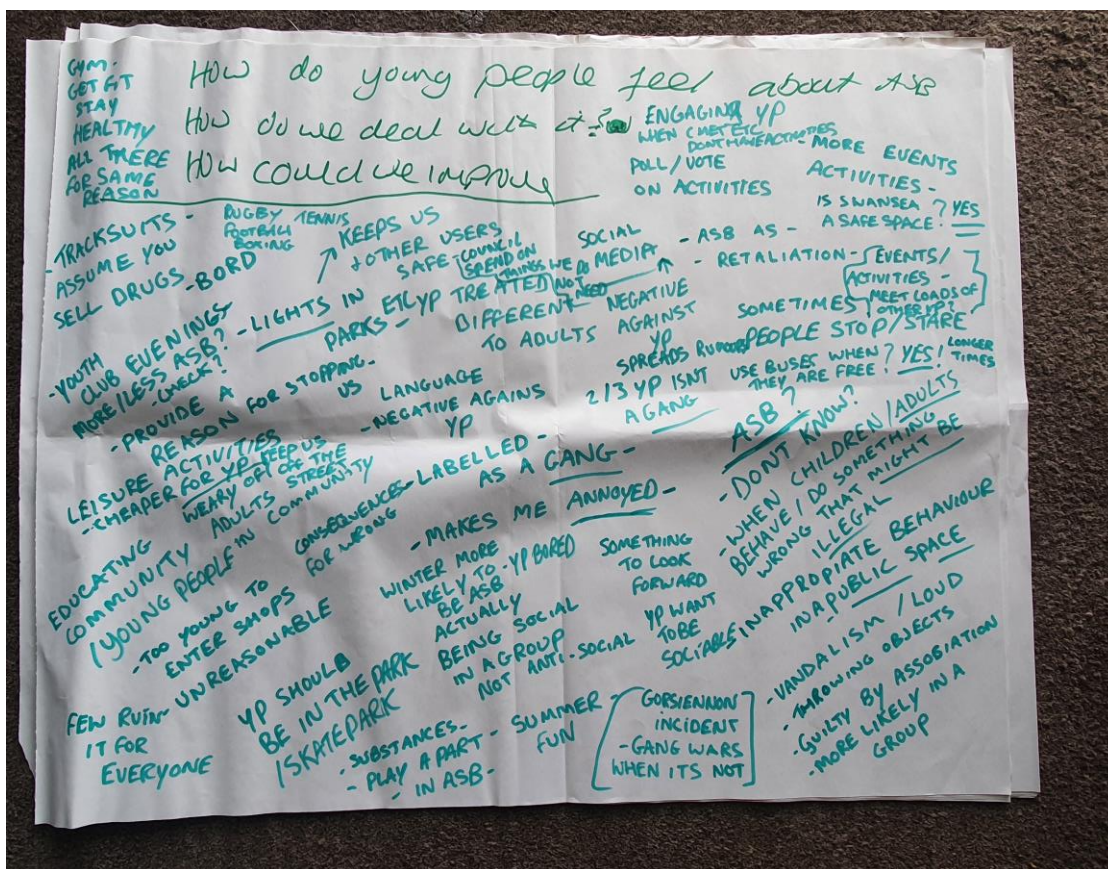 How do young people feel about ASB
How do we deal with it?
How could we improve
GYM -
GET FIT
STAY
HEALTHY
ALL THERE
FOR SAME
REASON
ENGAGING YP
WHEN
DONT HAVE ACTIVITIES
POLL / VOTE
ON ACTIVITIES
- MORE EVENTS
ACTIVITIES -
IS SWANSEA ? YES
A SAFE SPACE?
- TRACKSUITS -
ASSUME YOU
SELL DRUGS
- BORD
RUGBY TENNIS
FOOTBALL
BOXING
KEEPS US
+ OTHER USERS
SAFE
- COUNCIL
SPEND ON
THINGS WE
DO NOT
NEED
- LIGHTS IN
PARKS - ETC
YP TREATED
DIFFERENT
TO ADULTS
SOCIAL
MEDIA
NEGATIVE
AGAINST
YP
SPREADS RUMOURS
- ASB AS -
- RETALIATION -
EVENTS /
ACTIVITIES -
MEET LOADS OF
OTHER YP?
SOMETIMES
PEOPLE STOP / STARE
USE BUSES WHEN ? YES! LONGER
THEY ARE FREE? TIMES
2/3 YP ISNT
A GANG
- YOUTH
CLUB EVENINGS
MORE / LESS ASB?
- CHECK?
- PROVIDE A
REASON FOR STOPPING -
US
LANGUAGE
- NEGATIVE AGAINS
YP
LEISURE ACTIVITIES
- CHEAPER FOR YP
- KEEP US
OFF THE
STREET
WEARY OF
ADULTS
CONSEQUENCES
FOR WRONG
- LABELLED -
AS A GANG -
- MAKES ME ANNOYED -
ASB?
- DONT KNOW?
- WHEN CHILDREN / ADULTS
BEHAVE / DO SOMETHING
WRONG THAT MIGHT BE
ILLEGAL
INAPPROPIATE BEHAVIOUR
IN A PUBLIC SPACE
EDUCATING
COMMUNITY
/ YOUNG PEOPLE IN COMMUNITY
- TOO YOUNG TO
ENTER SHOPS
UNREASONABLE
WINTER MORE
LIKELY TO
BE ASB
- YP BORED
ACTUALLY
BEING SOCIAL
IN A GROUP
NOT ANTI-SOCIAL
SOMETHING
TO LOOK
FORWARD
YP WANT
TO BE
SOCIABLE
- VANDALISM / LOUD
- THROWING OBJECTS
- GUILTY BY ASSOSIATION
- MORE LIKELY IN A
GROUP
FEW RUIN -
IT FOR
EVERYONE
YP SHOULB
BE IN THE PARK
/ SKATEPARK
- SUBSTANCES -
- PLAY A PART -
- IN ASB -
- SUMMER -
FUN
GORSIENNON
INCIDENT
- GANG WARS
WHEN ITS NOT